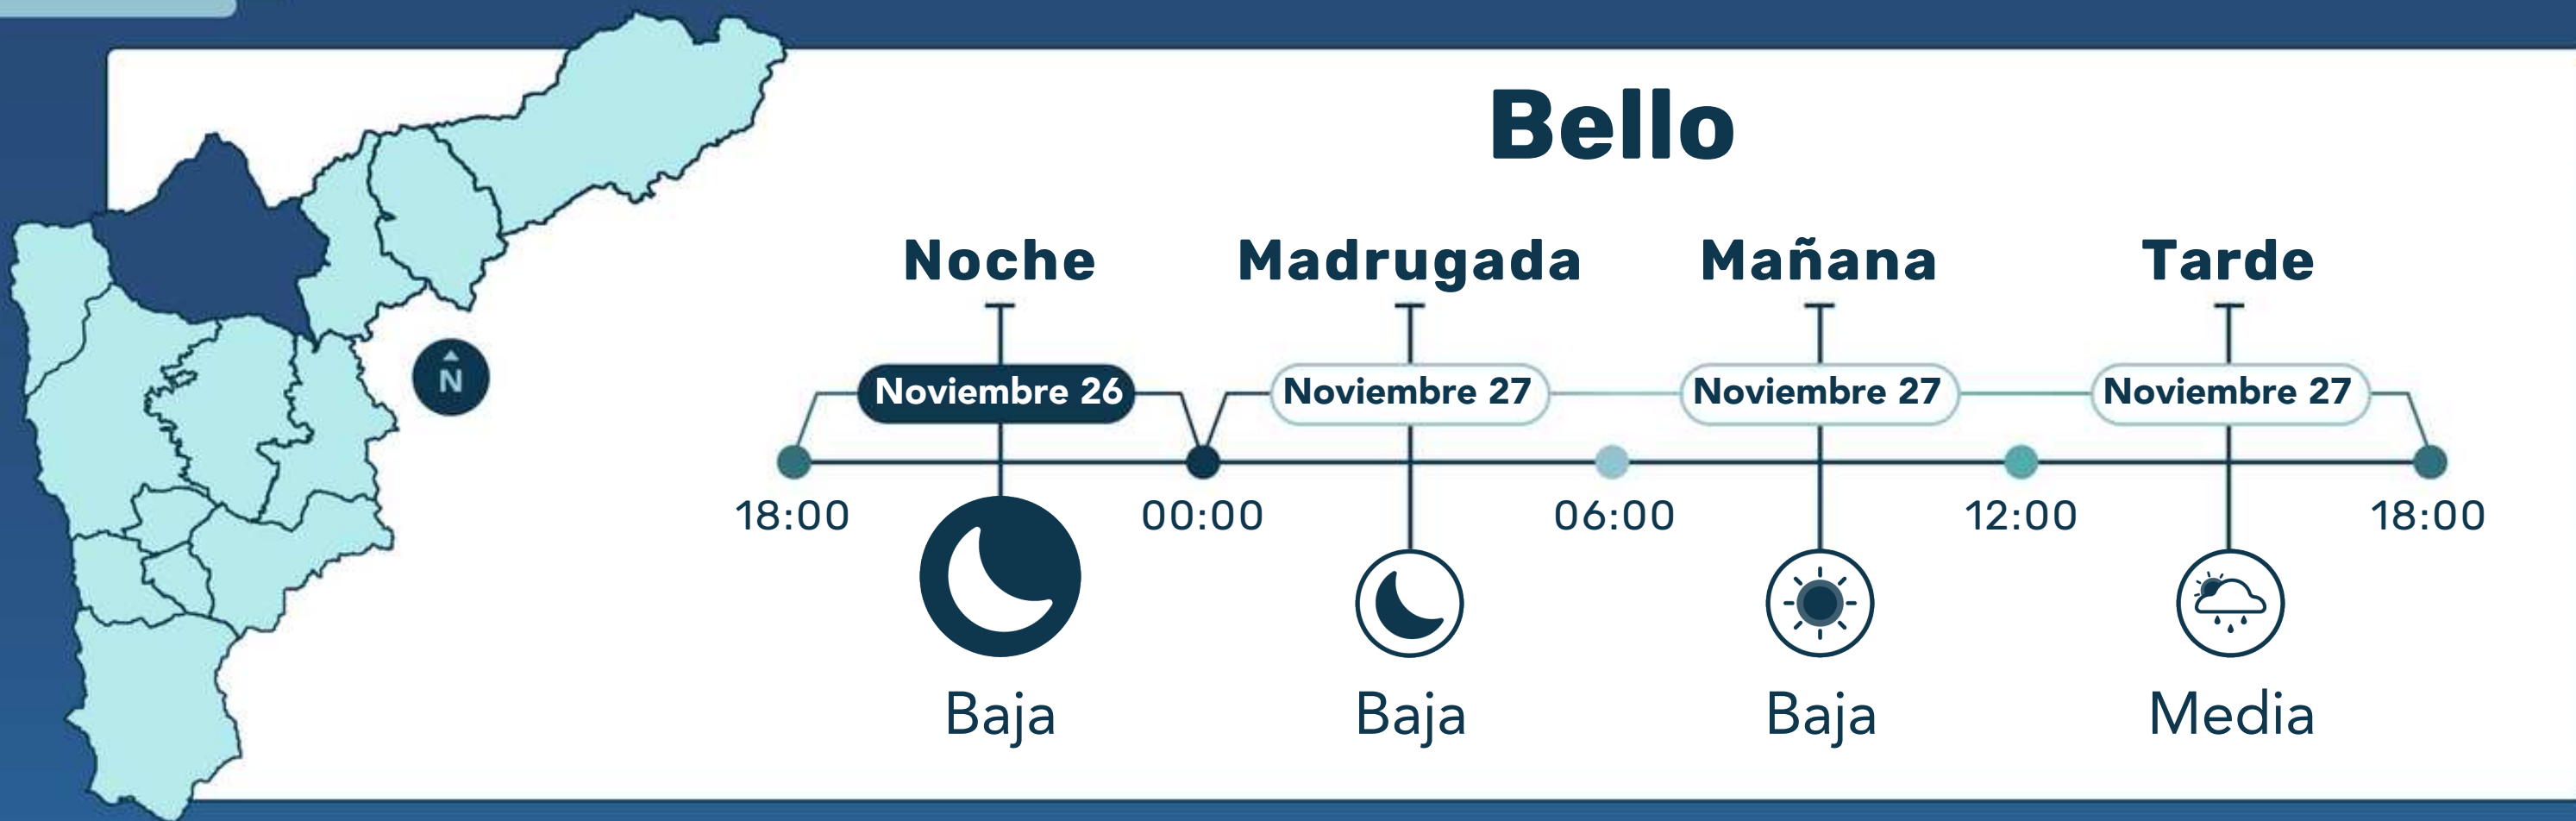 Bello
Noche Madrugada Mañana Tarde
Noviembre 26 Noviembre 27 Noviembre 27 Noviembre 27
N
18:00 00:00 06:00 12:00 18:00
Baja Baja Baja Media